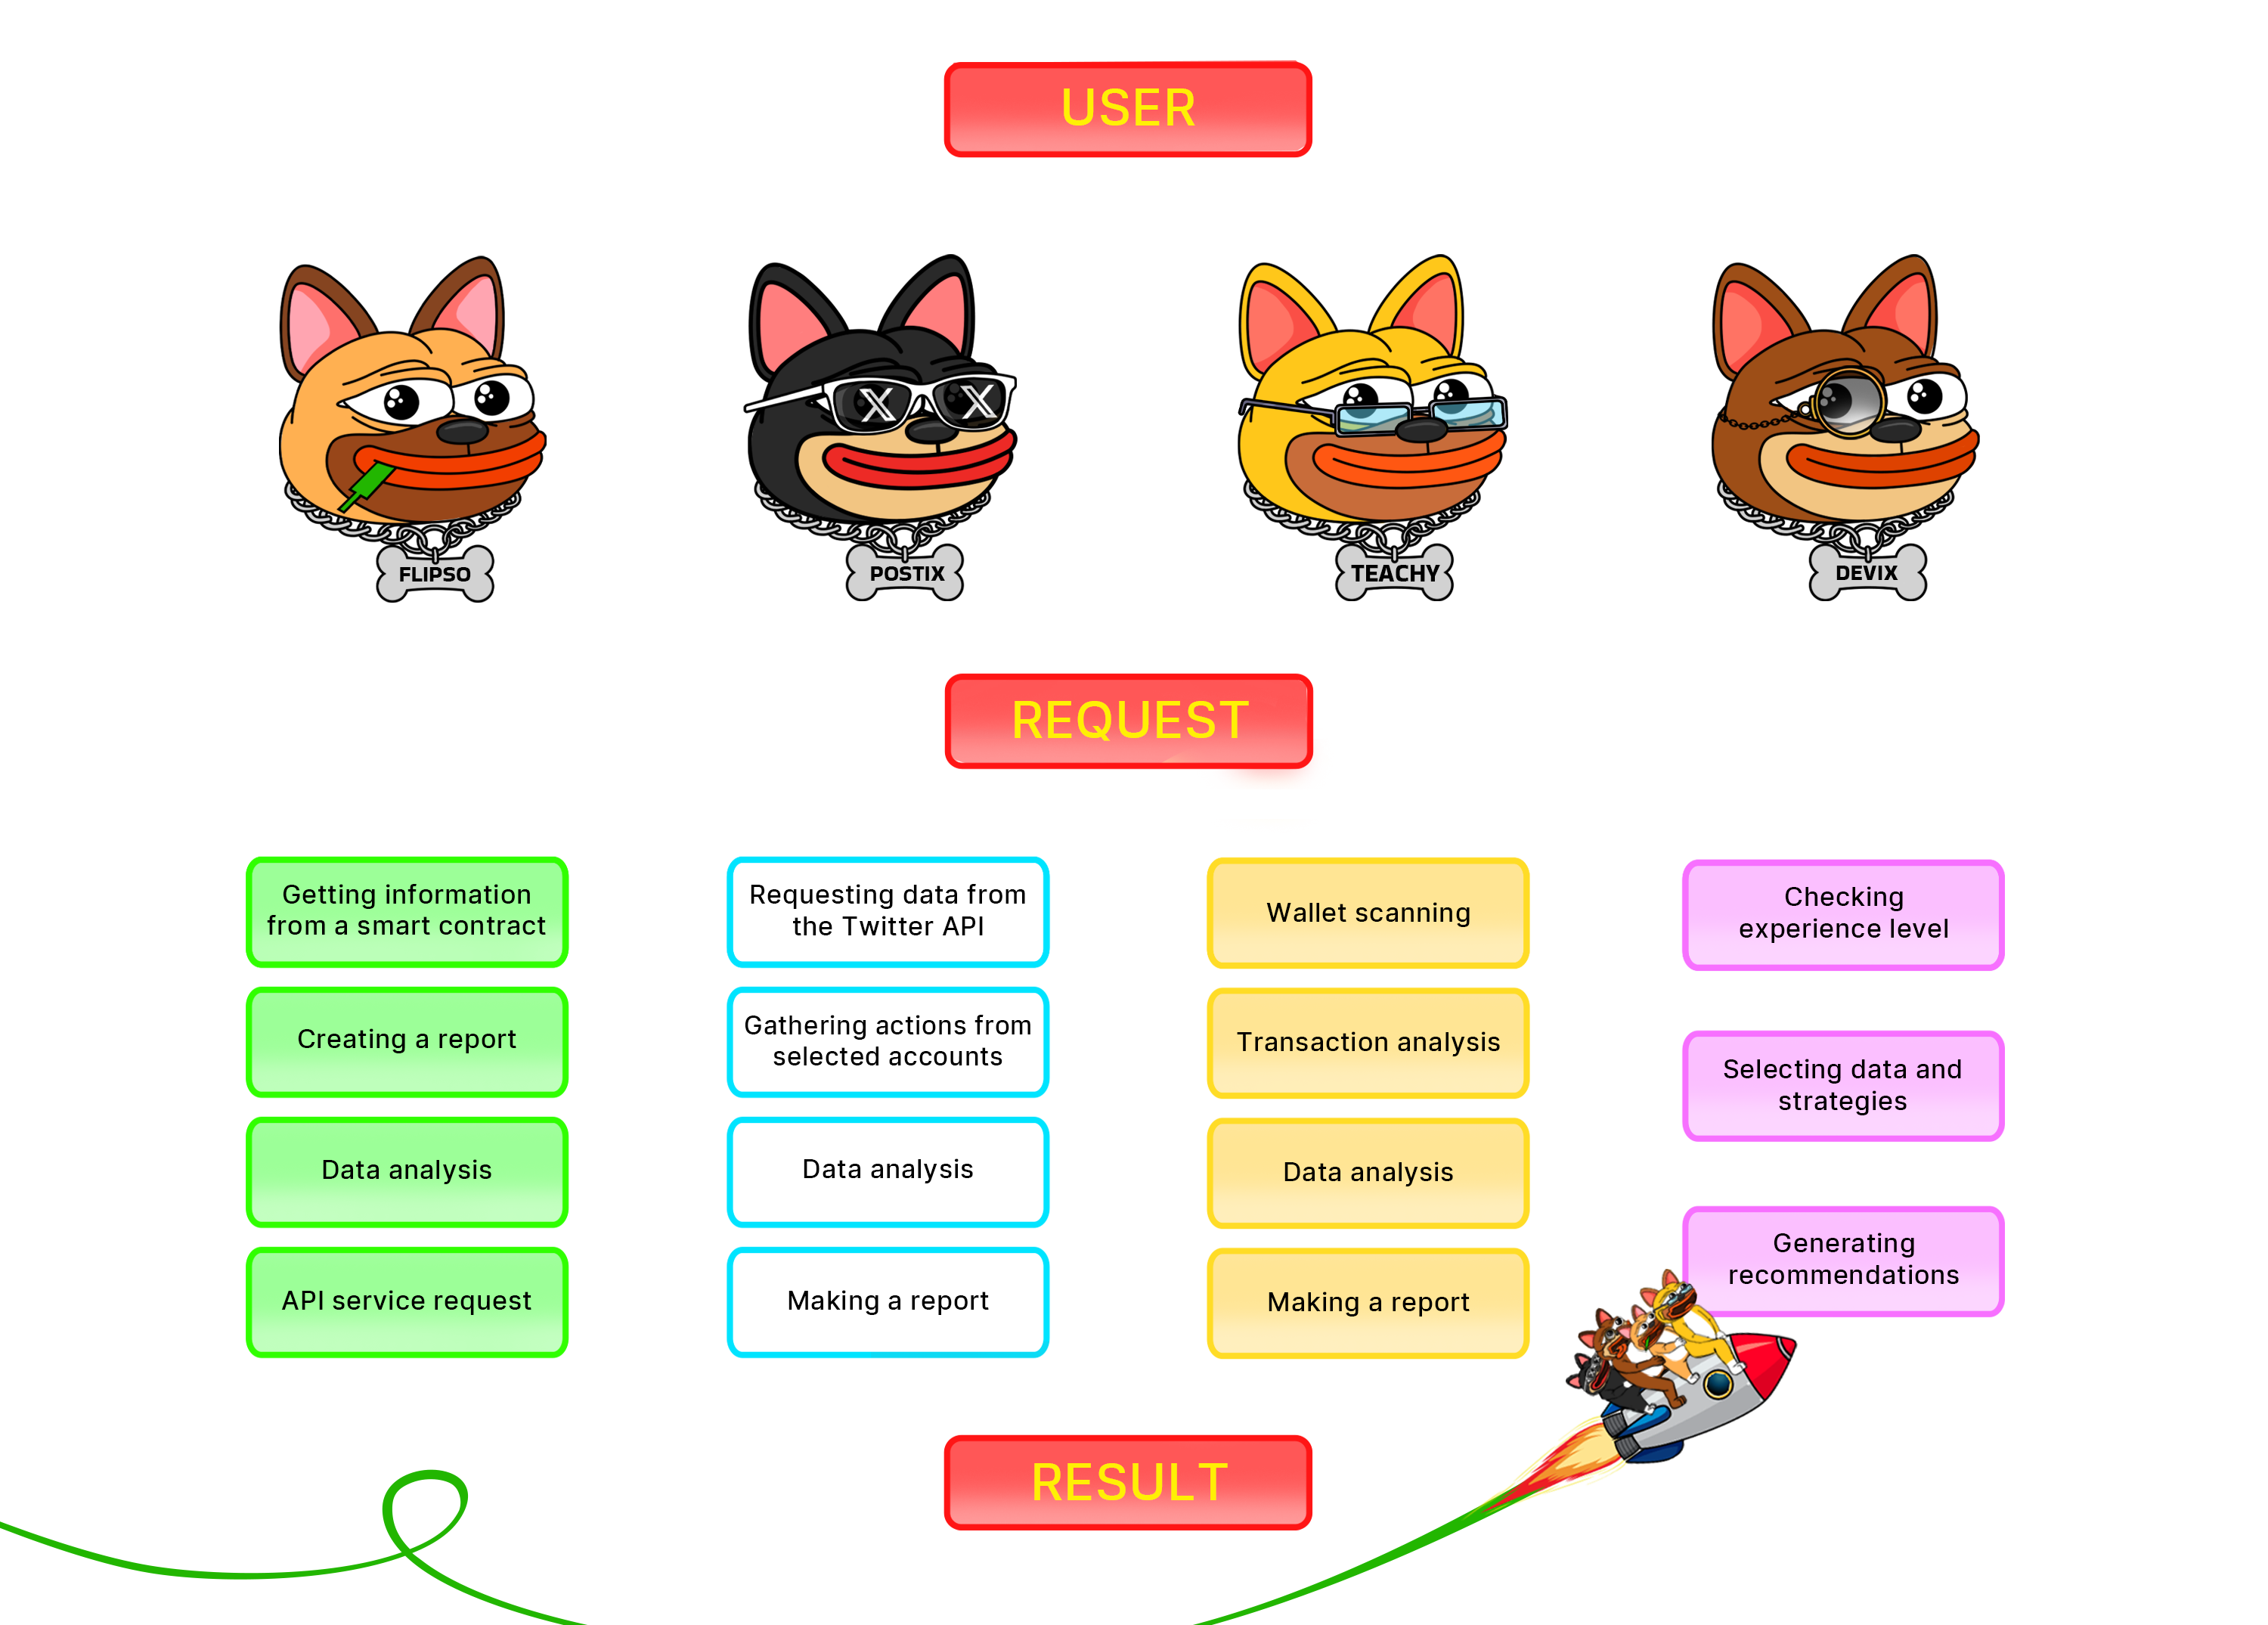 USER
FLIPSO
POSTIX
TEACHY
DEVIX
REQUEST
Getting information
from a smart contract
Creating a report
Data analysis
API service request
Requesting data from
the Twitter API
Gathering actions from
selected accounts
Data analysis
Making a report
Wallet scanning
Transaction analysis
Data analysis
Making a report
Checking
experience level
Selecting data and
strategies
Generating
recommendations
RESULT